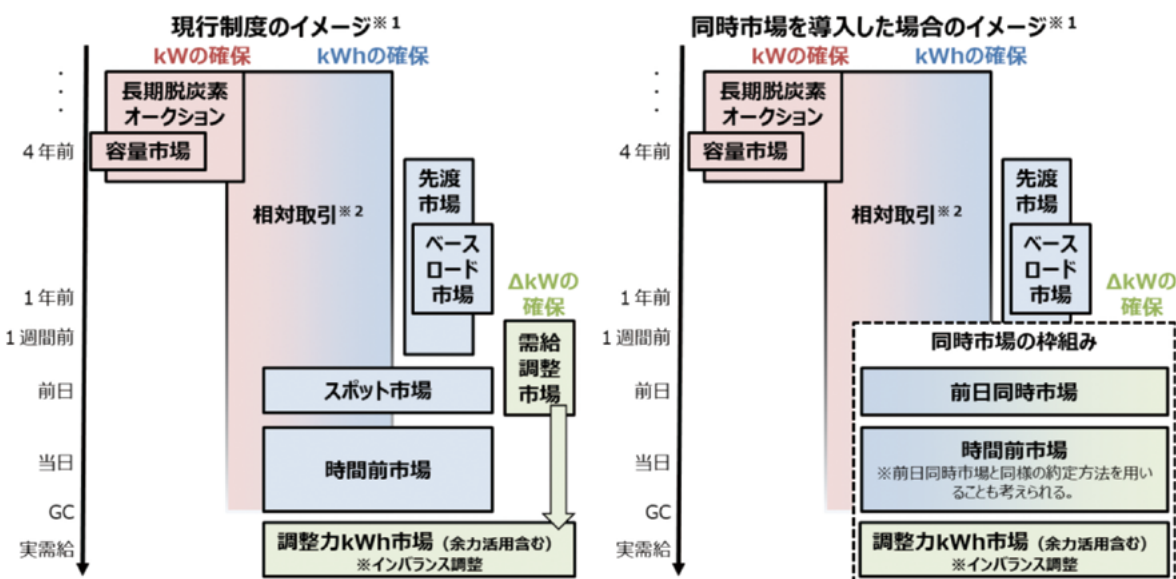 現行制度のイメージ※1
kWの確保
kWhの確保
・
・
・
長期脱炭素
オークション
4年前
容量市場
先渡
市場
相対取引※2
ベース
ロード
市場
ΔkWの
確保
1年前
1週間前
需給
調整
市場
前日
スポット市場
当日
時間前市場
GC
実需給
調整力kWh市場（余力活用含む）
※インバランス調整
同時市場を導入した場合のイメージ※1
kWの確保
kWhの確保
・
・
・
長期脱炭素
オークション
4年前
容量市場
先渡
市場
相対取引※2
ベース
ロード
市場
ΔkWの
確保
1年前
1週間前
同時市場の枠組み
前日
前日同時市場
当日
時間前市場
※前日同時市場と同様の約定方法を用い
ることも考えられる。
GC
実需給
調整力kWh市場（余力活用含む）
※インバランス調整